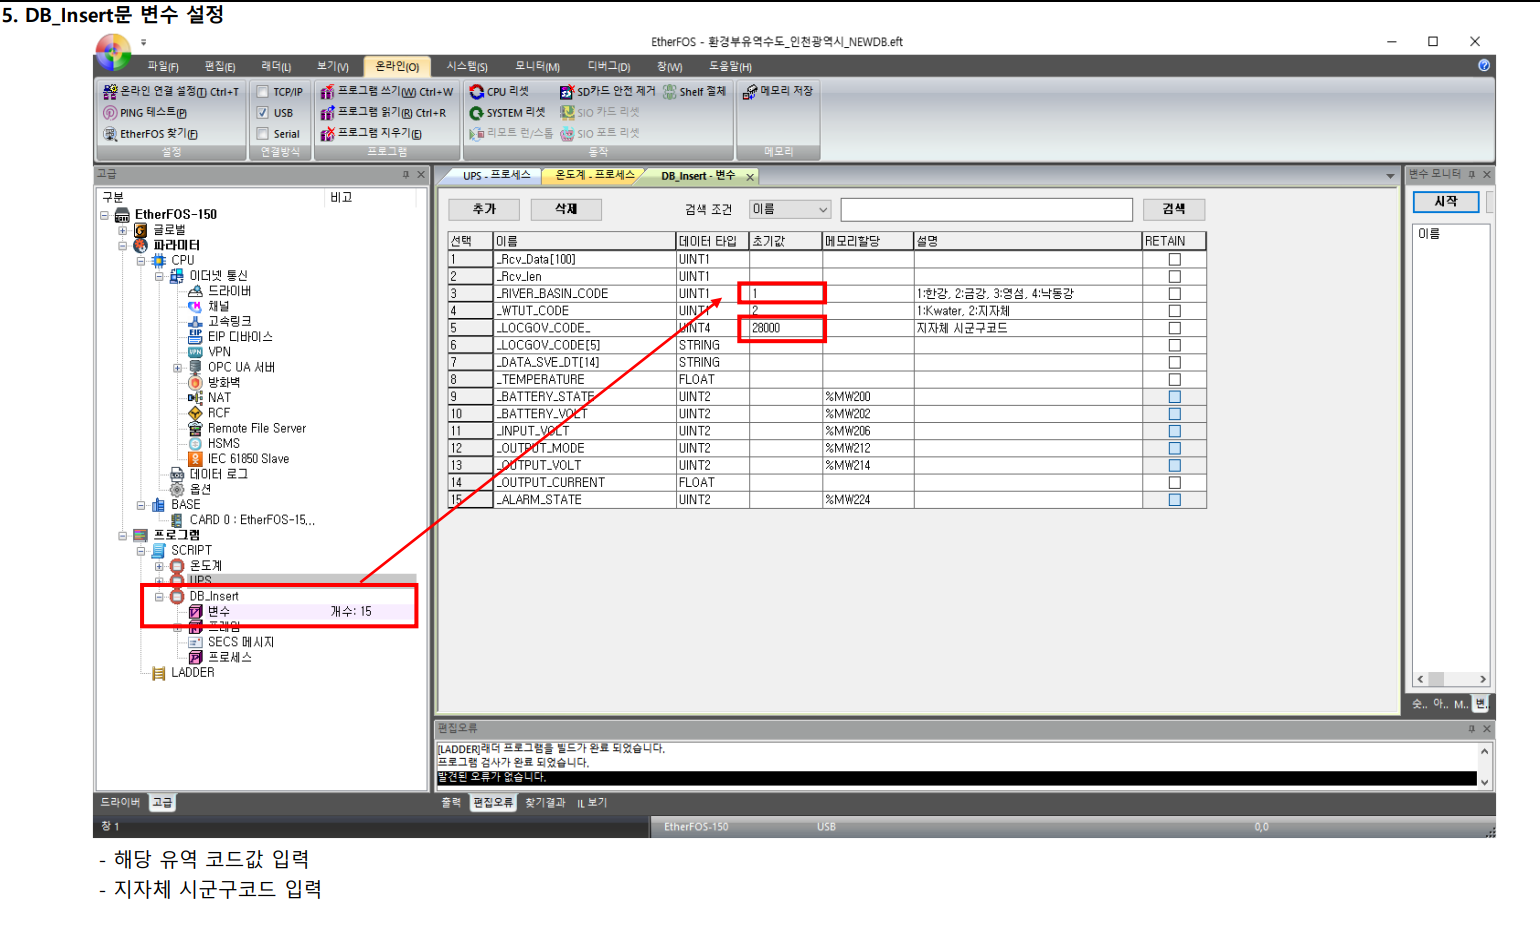 5. DB_Insert문 변수 설정
EtherFOS - 환경부유역수도_인천광역시_NEWDB.eft
파일(F) 편집(E) 래더(L) 보기(V) 온라인(O) 시스템(S) 모니터(M) 디버그(D) 창(W) 도움말(H)
온라인 연결 설정(T) Ctrl+T TCP/IP 프로그램 쓰기(W) Ctrl+W CPU 리셋 SD카드 안전 제거 Shelf 절체 메모리 저장
PING 테스트(P) USB 프로그램 읽기(R) Ctrl+R SYSTEM 리셋 SIO 카드 리셋
EtherFOS 찾기(F) Serial 프로그램 지우기(E) 리모트 런/스톱 SIO 포트 리셋
설정 연결방식 프로그램 동작 메모리
고급
구분 비고
EtherFOS-150
글로벌
파라미터
CPU
이더넷 통신
드라이버
채널
고속링크
EIP 디바이스
VPN
OPC UA 서버
방화벽
NAT
RCF
Remote File Server
HSMS
IEC 61850 Slave
데이터 로그
옵션
BASE
CARD 0 : EtherFOS-15,,,
프로그램
SCRIPT
온도계
UPS
DB_Insert
변수 개수: 15
프레임
SECS 메시지
프로세스
LADDER
드라이버 고급
UPS - 프로세스 온도계 - 프로세스 DB_Insert - 변수
추가 삭제 검색 조건 이름 검색
선택 이름 데이터 타입 초기값 메모리할당 설명 RETAIN
1 _Rcv_Data[100] UINT1
2 _Rcv_len UINT1
3 _RIVER_BASIN_CODE UINT1 1 1:한강, 2:금강, 3:영섬, 4:낙동강
4 _WTUT_CODE UINT1 2 1:Kwater, 2:지자체
5 _LOCGOV_CODE_ UINT4 28000 지자체 시군구코드
6 _LOCGOV_CODE[5] STRING
7 _DATA_SVE_DT[14] STRING
8 _TEMPERATURE FLOAT
9 _BATTERY_STATE UINT2 %MW200
10 _BATTERY_VOLT UINT2 %MW202
11 _INPUT_VOLT UINT2 %MW206
12 _OUTPUT_MODE UINT2 %MW212
13 _OUTPUT_VOLT UINT2 %MW214
14 _OUTPUT_CURRENT FLOAT
15 _ALARM_STATE UINT2 %MW224
변수 모니터
시작
이름
숏.. 아.. M.. 변.
편집오류
[LADDER]래더 프로그램을 빌드가 완료 되었습니다.
프로그램 검사가 완료 되었습니다.
발견된 오류가 없습니다.
출력 편집오류 찾기결과 IL 보기
창 1 EtherFOS-150 USB 0,0
- 해당 유역 코드값 입력
- 지자체 시군구코드 입력